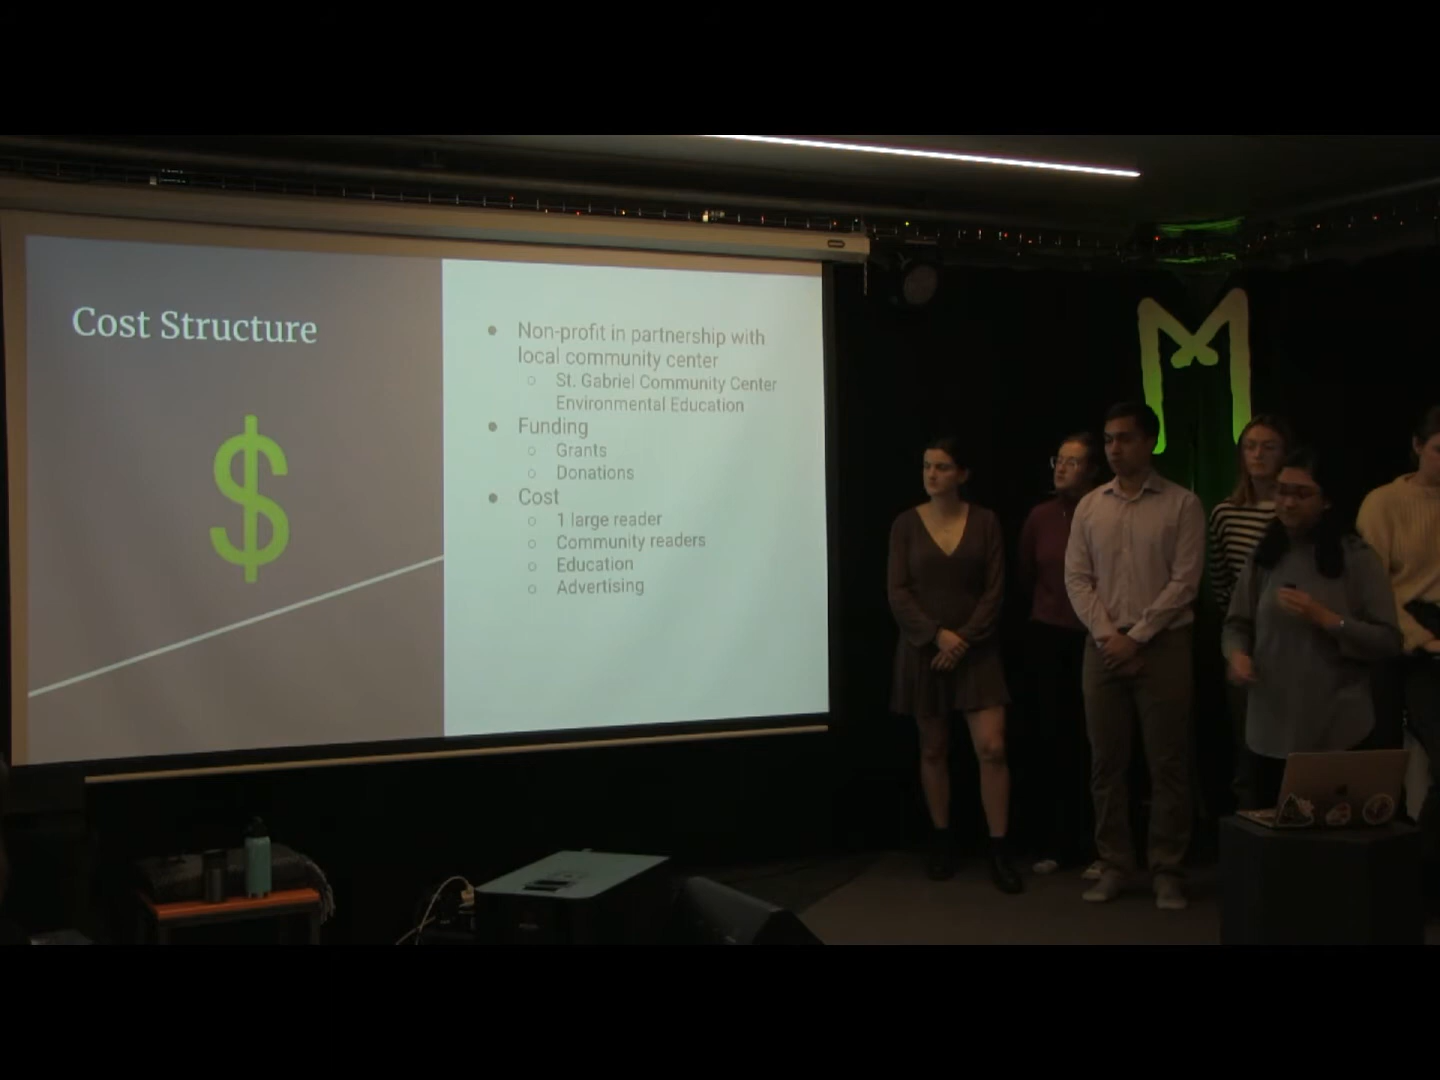 Cost Structure
$
● Non-profit in partnership with
local community center
○ St. Gabriel Community Center
Environmental Education
● Funding
○ Grants
○ Donations
● Cost
○ 1 large reader
○ Community readers
○ Education
○ Advertising
M